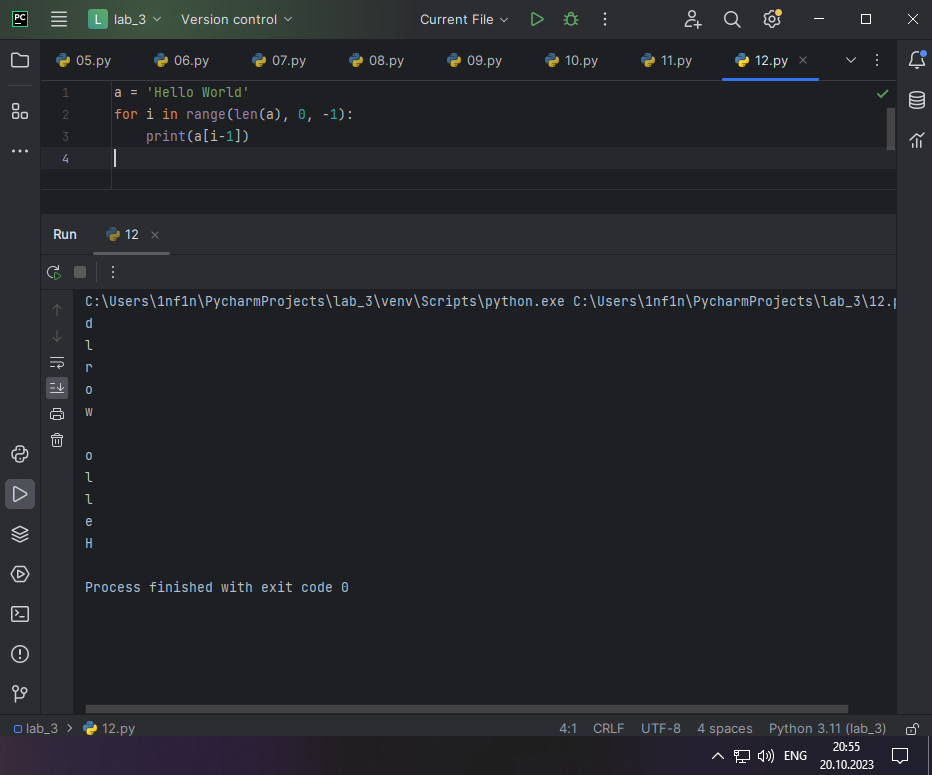 PC L lab_3 Version control Current File
05.py 06.py 07.py 08.py 09.py 10.py 11.py 12.py
1 a = 'Hello World'
2 for i in range(len(a), 0, -1):
3 print(a[i-1])
4
Run 12
C:\Users\1nf1n\PycharmProjects\lab_3\venv\Scripts\python.exe C:\Users\1nf1n\PycharmProjects\lab_3\12.p
d
l
r
o
W
o
l
l
e
H
Process finished with exit code 0
lab_3 > 12.py 4:1 CRLF UTF-8 4 spaces Python 3.11 (lab_3)
ENG 20:55
20.10.2023